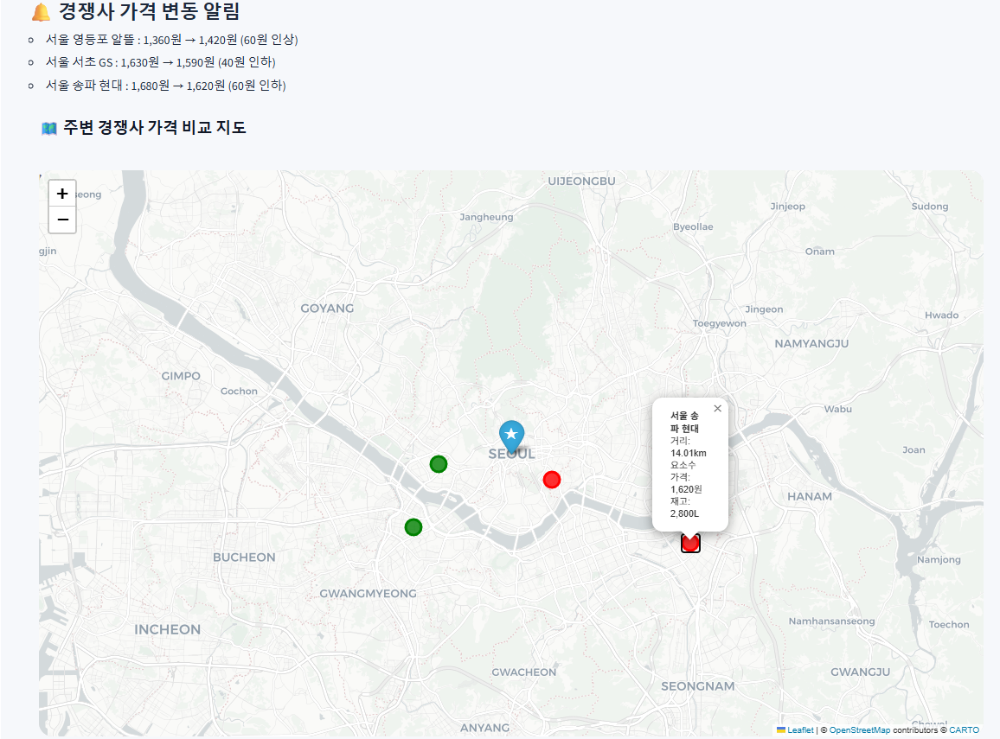 🔔 경쟁사 가격 변동 알림
서울 영등포 알뜰 : 1,360원 → 1,420원 (60원 인상)
서울 서초 GS : 1,630원 → 1,590원 (40원 인하)
서울 송파 현대 : 1,680원 → 1,620원 (60원 인하)
주변 경쟁사 가격 비교 지도
+
−
seong
UIJEONGBU
Jangheung
Jinjeop
Sudong
Byeollae
gjin
Onam
GOYANG
Jingeon
Toegyewon
Hwado
NAMYANGJU
GIMPO
Gochon
Wabu
×
서울 송
파 현대
거리:
14.01km
요소수
가격:
1,620원
재고:
2,800L
SEOUL
Joan
HANAM
BUCHEON
Namjong
GWANGMYEONG
INCHEON
Namhansanseong
Toechon
GWACHEON
GWANGJU
SEONGNAM
ANYANG
Leaflet | © OpenStreetMap contributors © CARTO